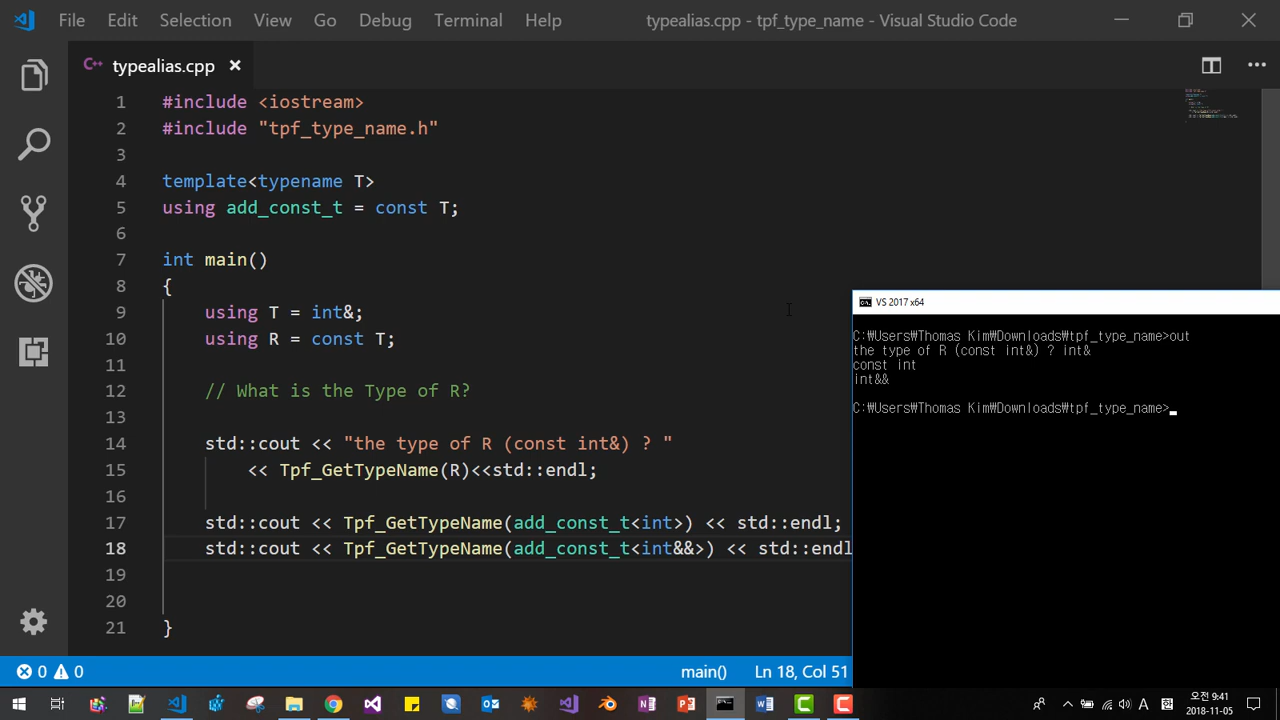 File Edit Selection View Go Debug Terminal Help typealias.cpp - tpf_type_name - Visual Studio Code
C++ typealias.cpp
1 #include <iostream>
2 #include "tpf_type_name.h"
3
4 template<typename T>
5 using add_const_t = const T;
6
7 int main()
8 {
9 using T = int&;
10 using R = const T;
11
12 // What is the Type of R?
13
14 std::cout << "the type of R (const int&) ? "
15 << Tpf_GetTypeName(R)<<std::endl;
16
17 std::cout << Tpf_GetTypeName(add_const_t<int>) << std::endl;
18 std::cout << Tpf_GetTypeName(add_const_t<int&&>) << std::endl
19
20
21 }
VS 2017 x64
C:₩Users₩Thomas Kim₩Downloads₩tpf_type_name>out
the type of R (const int&) ? int&
const int
int&&
C:₩Users₩Thomas Kim₩Downloads₩tpf_type_name>
0 0 main() Ln 18, Col 51
A 오전 9:41
2018-11-05